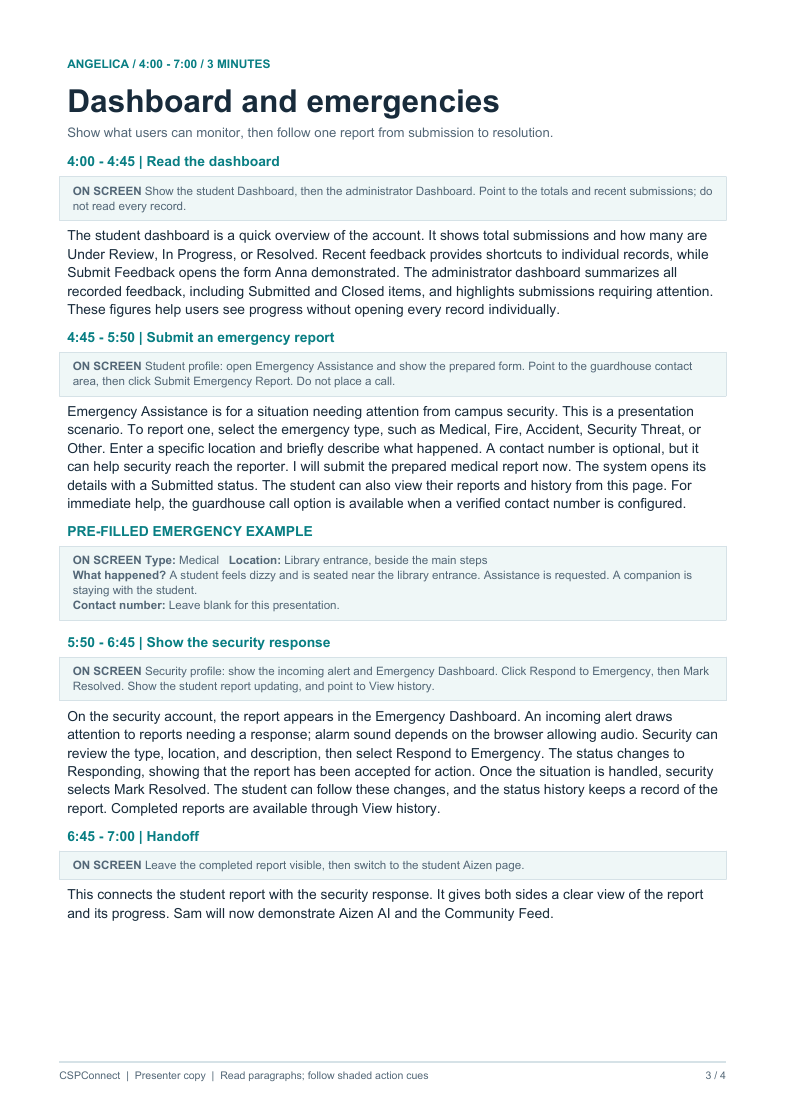 ANGELICA / 4:00 - 7:00 / 3 MINUTES
Dashboard and emergencies
Show what users can monitor, then follow one report from submission to resolution.
4:00 - 4:45 | Read the dashboard
ON SCREEN Show the student Dashboard, then the administrator Dashboard. Point to the totals and recent submissions; do
not read every record.
The student dashboard is a quick overview of the account. It shows total submissions and how many are
Under Review, In Progress, or Resolved. Recent feedback provides shortcuts to individual records, while
Submit Feedback opens the form Anna demonstrated. The administrator dashboard summarizes all
recorded feedback, including Submitted and Closed items, and highlights submissions requiring attention.
These figures help users see progress without opening every record individually.
4:45 - 5:50 | Submit an emergency report
ON SCREEN Student profile: open Emergency Assistance and show the prepared form. Point to the guardhouse contact
area, then click Submit Emergency Report. Do not place a call.
Emergency Assistance is for a situation needing attention from campus security. This is a presentation
scenario. To report one, select the emergency type, such as Medical, Fire, Accident, Security Threat, or
Other. Enter a specific location and briefly describe what happened. A contact number is optional, but it
can help security reach the reporter. I will submit the prepared medical report now. The system opens its
details with a Submitted status. The student can also view their reports and history from this page. For
immediate help, the guardhouse call option is available when a verified contact number is configured.
PRE-FILLED EMERGENCY EXAMPLE
ON SCREEN Type: Medical Location: Library entrance, beside the main steps
What happened? A student feels dizzy and is seated near the library entrance. Assistance is requested. A companion is
staying with the student.
Contact number: Leave blank for this presentation.
5:50 - 6:45 | Show the security response
ON SCREEN Security profile: show the incoming alert and Emergency Dashboard. Click Respond to Emergency, then Mark
Resolved. Show the student report updating, and point to View history.
On the security account, the report appears in the Emergency Dashboard. An incoming alert draws
attention to reports needing a response; alarm sound depends on the browser allowing audio. Security can
review the type, location, and description, then select Respond to Emergency. The status changes to
Responding, showing that the report has been accepted for action. Once the situation is handled, security
selects Mark Resolved. The student can follow these changes, and the status history keeps a record of the
report. Completed reports are available through View history.
6:45 - 7:00 | Handoff
ON SCREEN Leave the completed report visible, then switch to the student Aizen page.
This connects the student report with the security response. It gives both sides a clear view of the report
and its progress. Sam will now demonstrate Aizen AI and the Community Feed.
CSPConnect | Presenter copy | Read paragraphs; follow shaded action cues
3 / 4